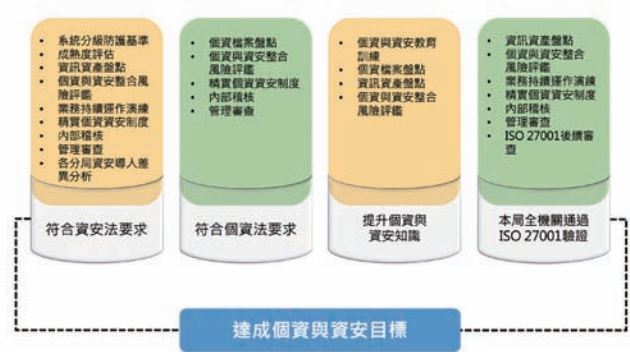 • 系統分級防護基準
• 成熟度評估
• 資訊資產盤點
• 個資與資安整合風
險評鑑
• 業務持續運作演練
• 精實個資資安制度
• 內部稽核
• 管理審查
• 各分局資安導入差
異分析
符合資安法要求
• 個資檔案盤點
• 個資與資安整合
風險評鑑
• 精實個資資安制度
• 內部稽核
• 管理審查
符合個資法要求
• 個資與資安教育
訓練
• 個資檔案盤點
• 資訊資產盤點
• 個資與資安整合
風險評鑑
提升個資與
資安知識
• 資訊資產盤點
• 個資與資安整合
風險評鑑
• 業務持續運作演練
• 精實個資資安制度
• 內部稽核
• 管理審查
• ISO 27001後續審
查
本局全機關通過
ISO 27001驗證
達成個資與資安目標